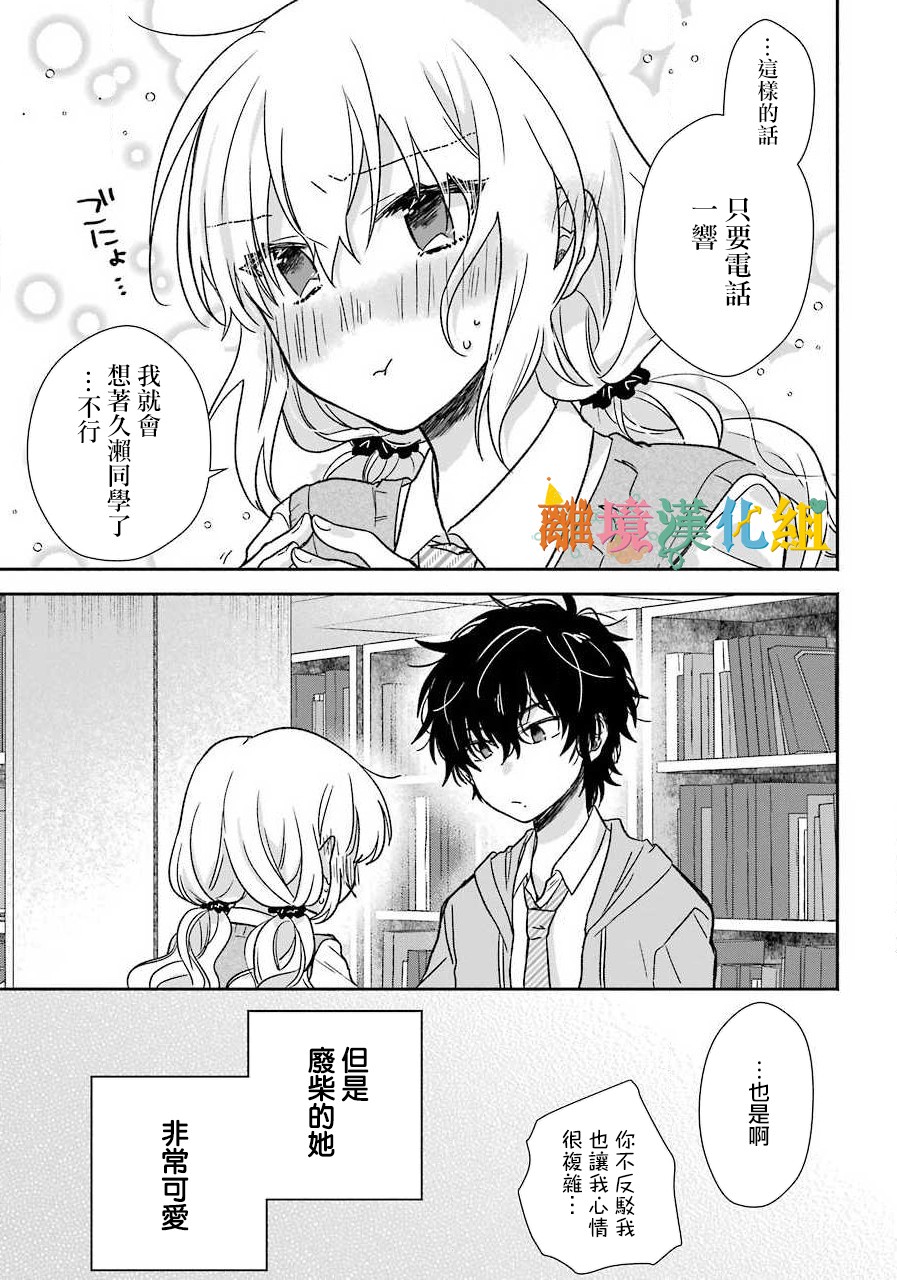 …這樣的話
只要電話
一響
ブニょ…
我就會
想著久瀨同學了
…不行
離境漢化組
…也是啊
你不反駁我
也讓我心情
很複雜…
但是
廢柴的她
非常可愛